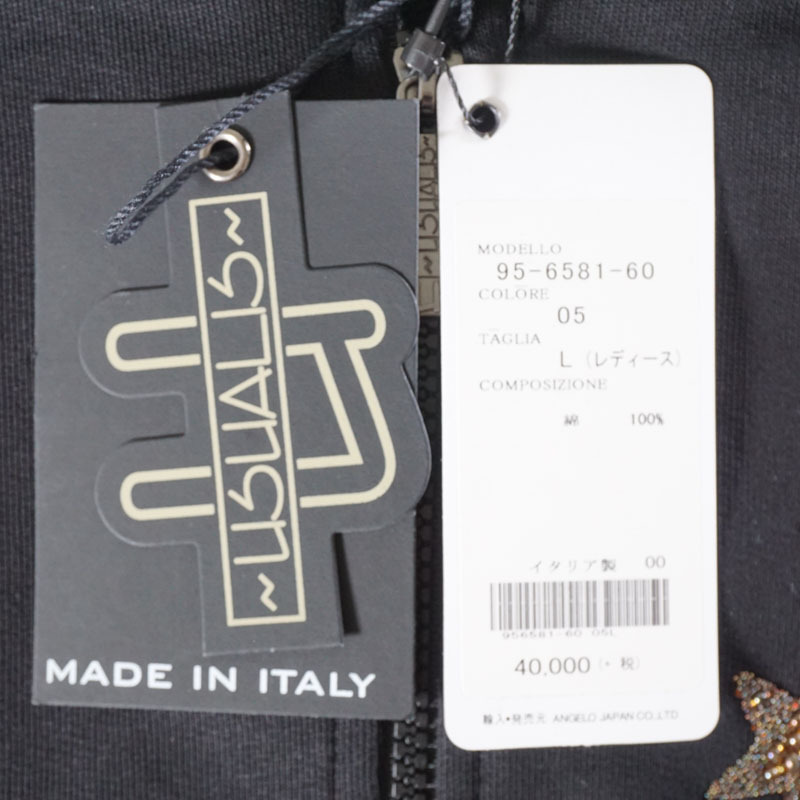 ~USUALIS~
MADE IN ITALY
USUALIS
MODELLO
95-6581-60
COLORE
05
TAGLIA
L (レディース)
COMPOSIZIONE
綿 100%
イタリア製 00
956581-60 05L
40,000 (+ 税)
輸入・発売元 ANGELO JAPAN CO.,LTD